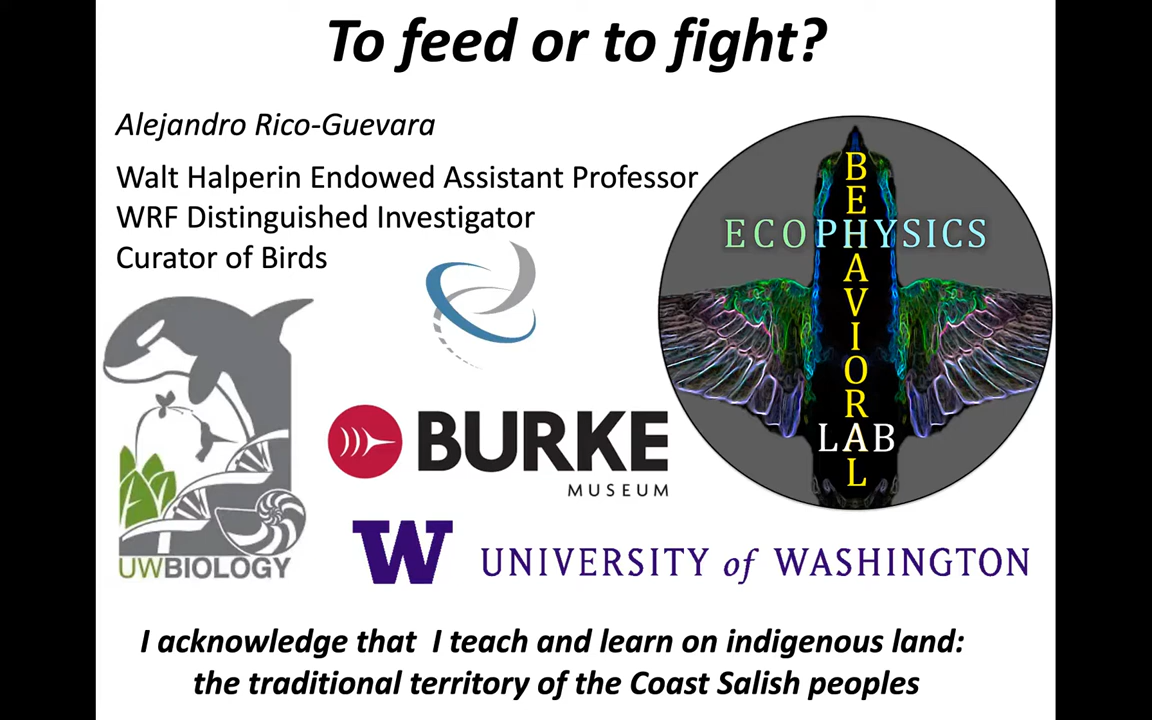 To feed or to fight?
Alejandro Rico-Guevara
Walt Halperin Endowed Assistant Professor
WRF Distinguished Investigator
Curator of Birds
ECOPHYSICS
BEHAVIORAL
LAB
BURKE
MUSEUM
UWBIOLOGY
W UNIVERSITY of WASHINGTON
I acknowledge that I teach and learn on indigenous land:
the traditional territory of the Coast Salish peoples